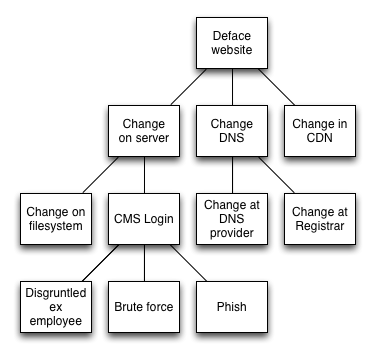 Deface
website
Change
on server
Change
DNS
Change in
CDN
Change on
filesystem
CMS Login
Change at
DNS
provider
Change at
Registrar
Disgruntled
ex
employee
Brute force
Phish